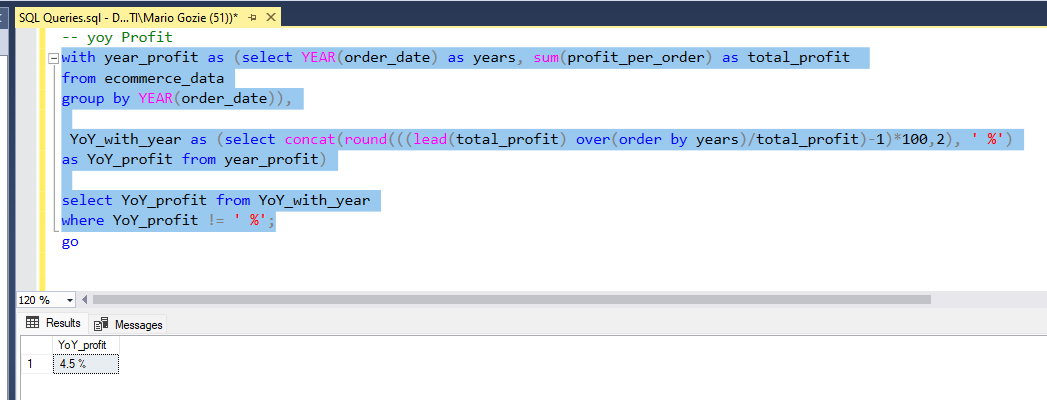 SQL Queries.sql - D...TI\Mario Gozie (51))*
-- yoy Profit
with year_profit as (select YEAR(order_date) as years, sum(profit_per_order) as total_profit
from ecommerce_data
group by YEAR(order_date)),
YoY_with_year as (select concat(round(((lead(total_profit) over(order by years)/total_profit)-1)*100,2), ' %')
as YoY_profit from year_profit)
select YoY_profit from YoY_with_year
where YoY_profit != ' %';
go
120 %
Results Messages
YoY_profit
1 4.5 %